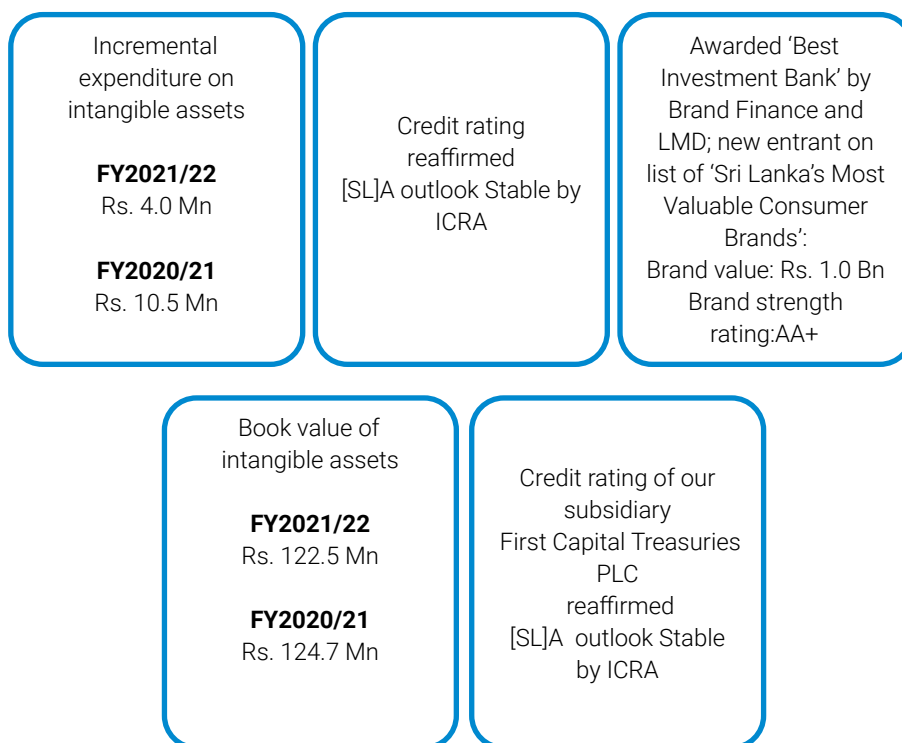 Incremental
expenditure on
intangible assets
FY2021/22
Rs. 4.0 Mn
FY2020/21
Rs. 10.5 Mn
Credit rating
reaffirmed
[SL]A outlook Stable by
ICRA
Awarded ‘Best
Investment Bank’ by
Brand Finance and
LMD; new entrant on
list of ‘Sri Lanka’s Most
Valuable Consumer
Brands’:
Brand value: Rs. 1.0 Bn
Brand strength
rating:AA+
Book value of
intangible assets
FY2021/22
Rs. 122.5 Mn
FY2020/21
Rs. 124.7 Mn
Credit rating of our
subsidiary
First Capital Treasuries
PLC
reaffirmed
[SL]A  outlook Stable
by ICRA